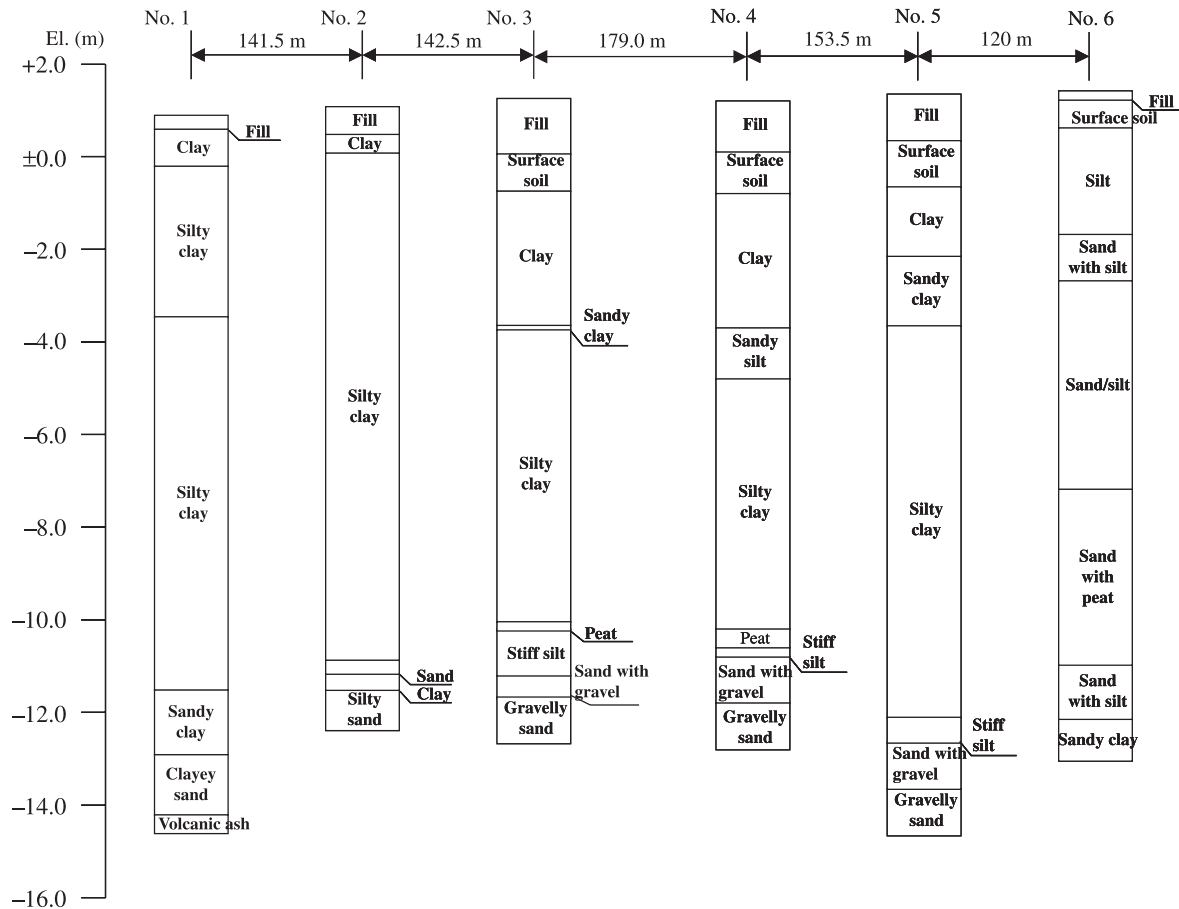 No. 1
No. 2
No. 3
No. 4
No. 5
No. 6
El. (m)
141.5 m
142.5 m
179.0 m
153.5 m
120 m
+2.0
±0.0
–2.0
–4.0
–6.0
–8.0
–10.0
–12.0
–14.0
–16.0
Fill
Clay
Silty
clay
Silty
clay
Sandy
clay
Clayey
sand
Volcanic ash
Fill
Clay
Silty
clay
Sand
Clay
Silty
sand
Fill
Surface
soil
Clay
Sandy
clay
Silty
clay
Peat
Stiff silt
Sand with
gravel
Gravelly
sand
Fill
Surface
soil
Clay
Sandy
silt
Silty
clay
Peat
Stiff
silt
Sand with
gravel
Gravelly
sand
Fill
Surface
soil
Clay
Sandy
clay
Silty
clay
Stiff
silt
Sand with
gravel
Gravelly
sand
Fill
Surface soil
Silt
Sand
with silt
Sand/silt
Sand
with
peat
Sand
with silt
Sandy clay